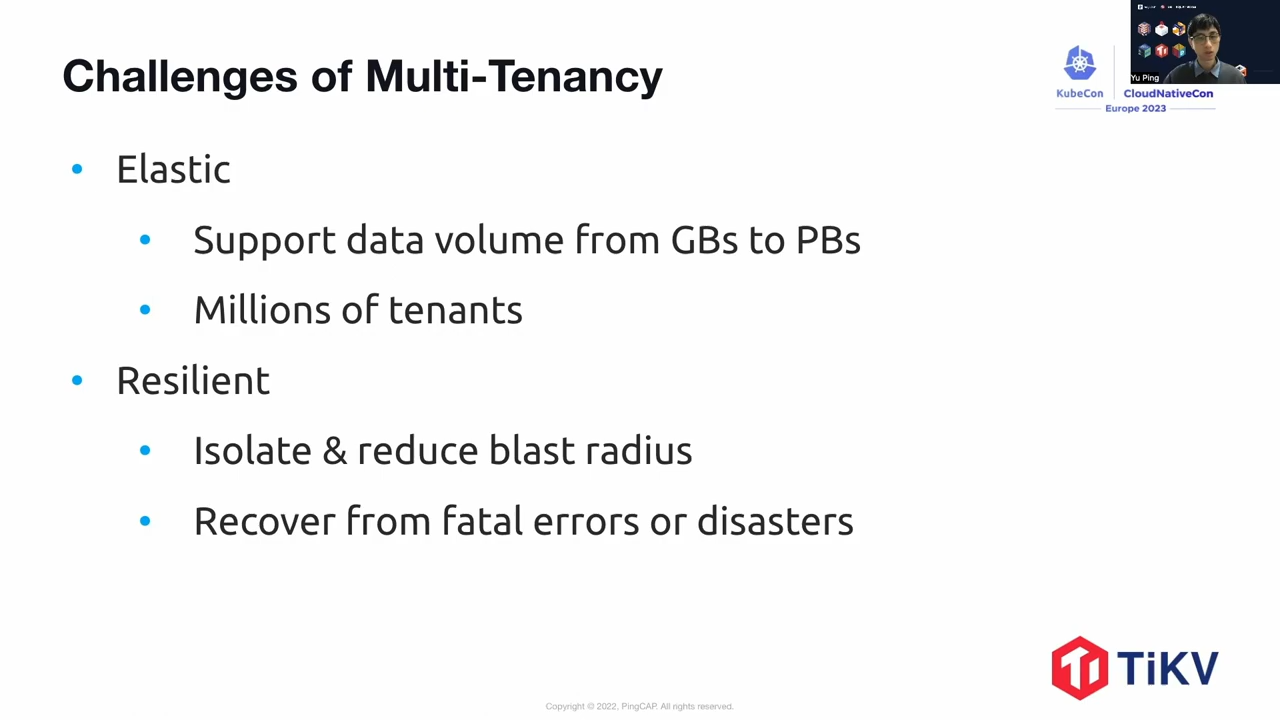 Challenges of Multi-Tenancy
KubeCon
CloudNativeCon
Europe 2023
Yu Ping
• Elastic
• Support data volume from GBs to PBs
• Millions of tenants
• Resilient
• Isolate & reduce blast radius
• Recover from fatal errors or disasters
TiKV
Copyright © 2022, PingCAP. All rights reserved.